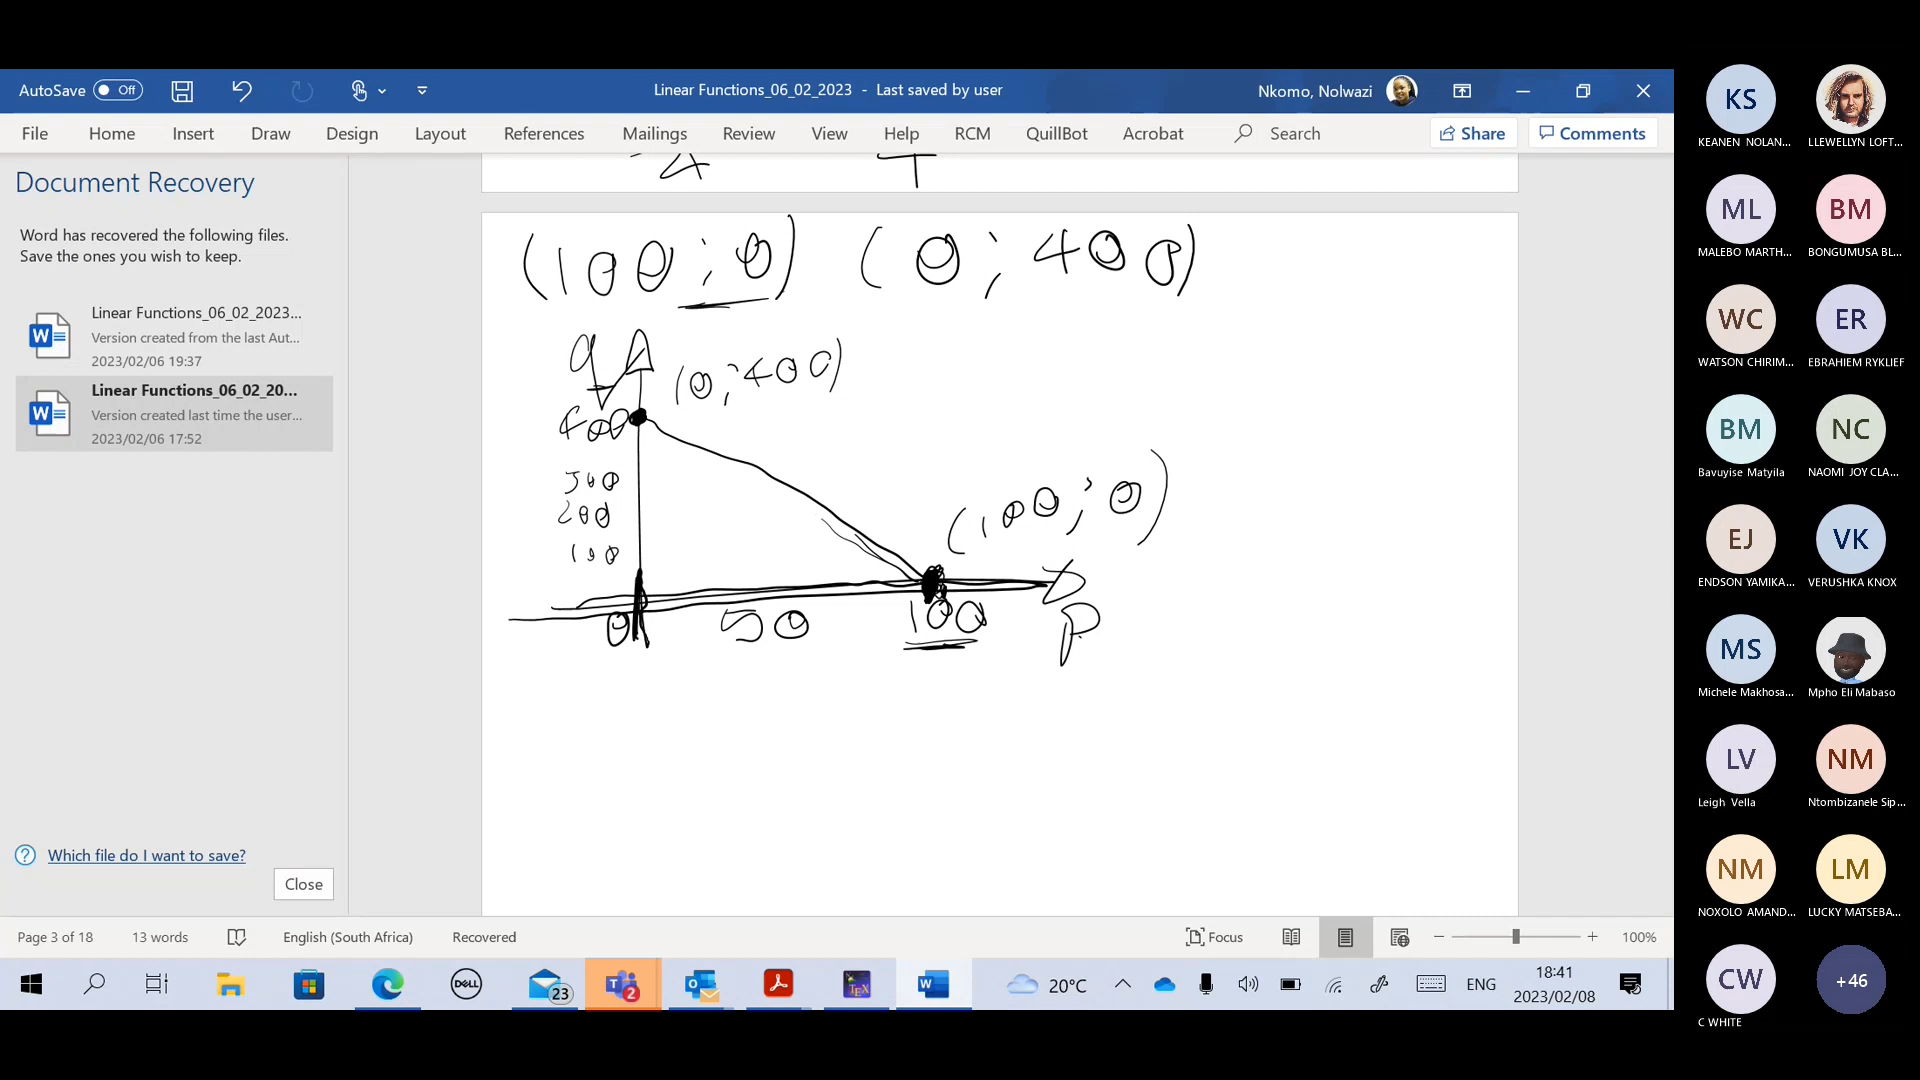 AutoSave Off Linear Functions_06_02_2023 - Last saved by user Nkomo, Nolwazi
File Home Insert Draw Design Layout References Mailings Review View Help RCM QuillBot Acrobat Search Share Comments
Document Recovery
Word has recovered the following files.
Save the ones you wish to keep.
Linear Functions_06_02_2023...
Version created from the last Aut...
2023/02/06 19:37
Linear Functions_06_02_20...
Version created last time the user...
2023/02/06 17:52
Which file do I want to save?
Close
(100 ; 0) (0 ; 400)
q
(0 ; 400)
400
300
200
100
(100 ; 0)
0 50 100
P
Page 3 of 18 13 words English (South Africa) Recovered Focus 100%
23 2 20°C ENG 18:41
2023/02/08
KS
KEANEN NOLAN...
LLEWELLYN LOFT...
ML
MALEBO MARTH...
BM
BONGUMUSA BL...
WC
WATSON CHIRIM...
ER
EBRAHIEM RYKLIEF
BM
Bavuyise Matyila
NC
NAOMI JOY CLA...
EJ
ENDSON YAMIKA...
VK
VERUSHKA KNOX
MS
Michele Makhosa...
Mpho Eli Mabaso
LV
Leigh Vella
NM
Ntombizanele Sip...
NM
NOXOLO AMAND...
LM
LUCKY MATSEBA...
CW
C WHITE
+46